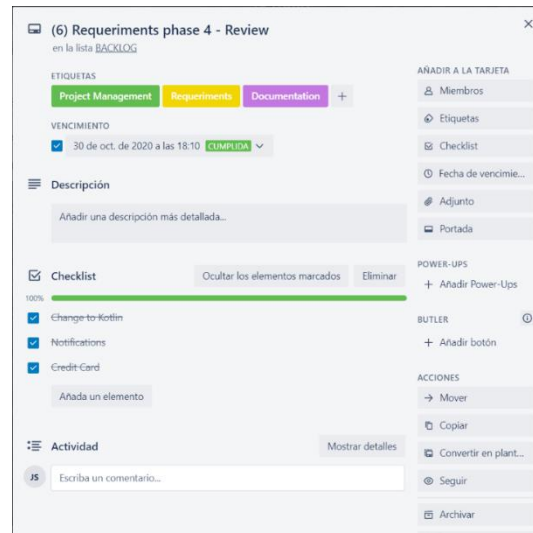 (6) Requeriments phase 4 - Review
en la lista BACKLOG
ETIQUETAS
Project Management Requeriments Documentation +
VENCIMIENTO
30 de oct. de 2020 a las 18:10 CUMPLIDA
Descripción
Añadir una descripción más detallada...
Checklist Ocultar los elementos marcados Eliminar
100%
Change to Kotlin
Notifications
Credit Card
Añada un elemento
Actividad Mostrar detalles
JS Escriba un comentario...
AÑADIR A LA TARJETA
Miembros
Etiquetas
Checklist
Fecha de vencimie...
Adjunto
Portada
POWER-UPS
+ Añadir Power-Ups
BUTLER
+ Añadir botón
ACCIONES
→ Mover
Copiar
Convertir en plant...
Seguir
Archivar